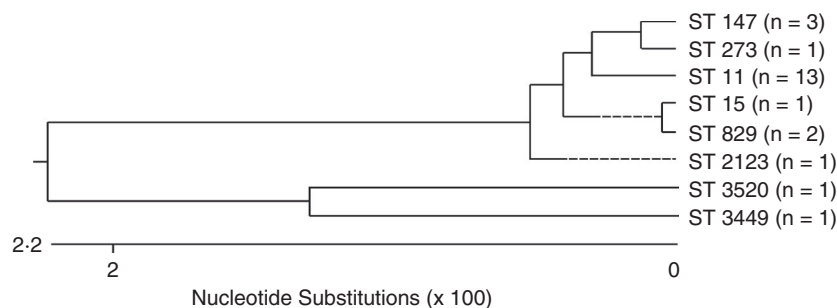 ST 147 (n = 3)
ST 273 (n = 1)
ST 11 (n = 13)
ST 15 (n = 1)
ST 829 (n = 2)
ST 2123 (n = 1)
ST 3520 (n = 1)
ST 3449 (n = 1)
2·2
2 0
Nucleotide Substitutions (x 100)